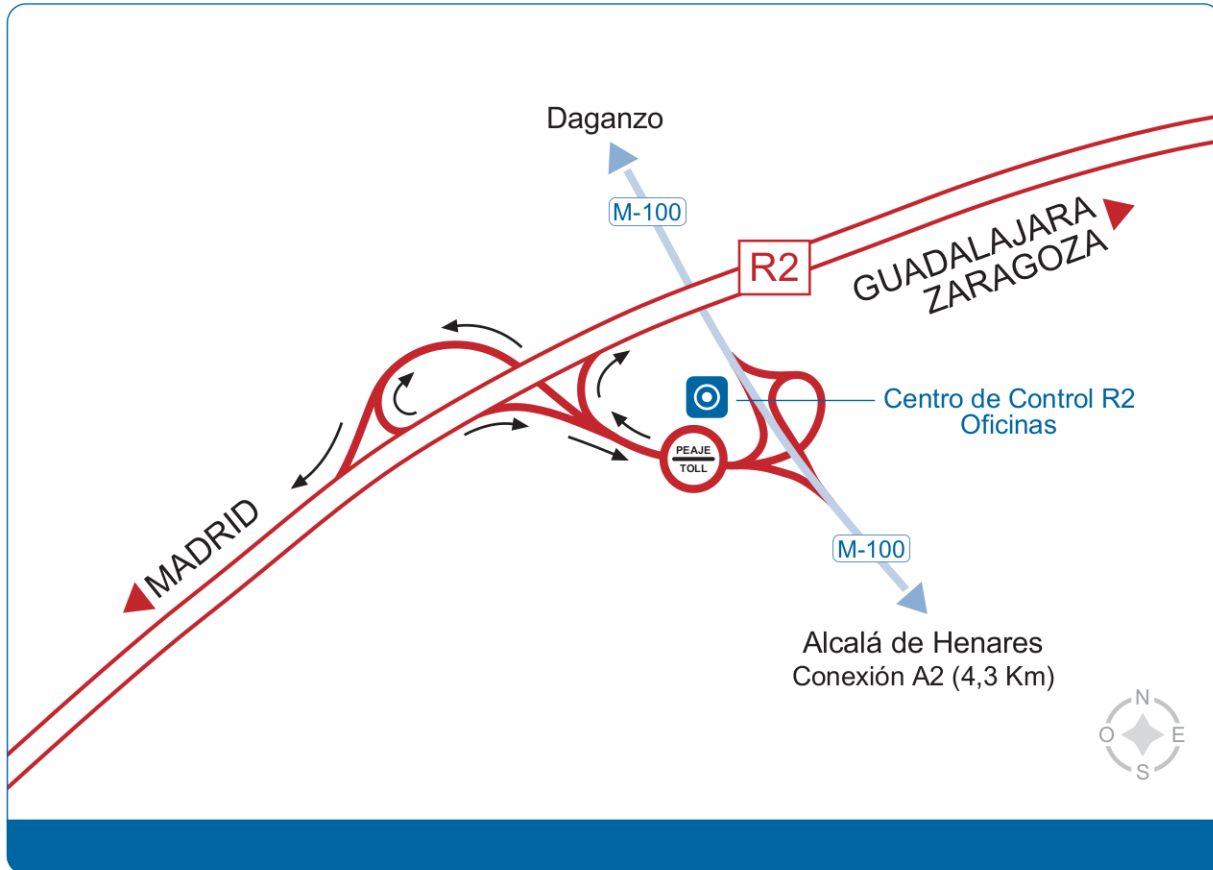 Daganzo
M-100
R2
GUADALAJARA
ZARAGOZA
Centro de Control R2
Oficinas
PEAJE
TOLL
MADRID
M-100
Alcalá de Henares
Conexión A2 (4,3 Km)
N
O E
S